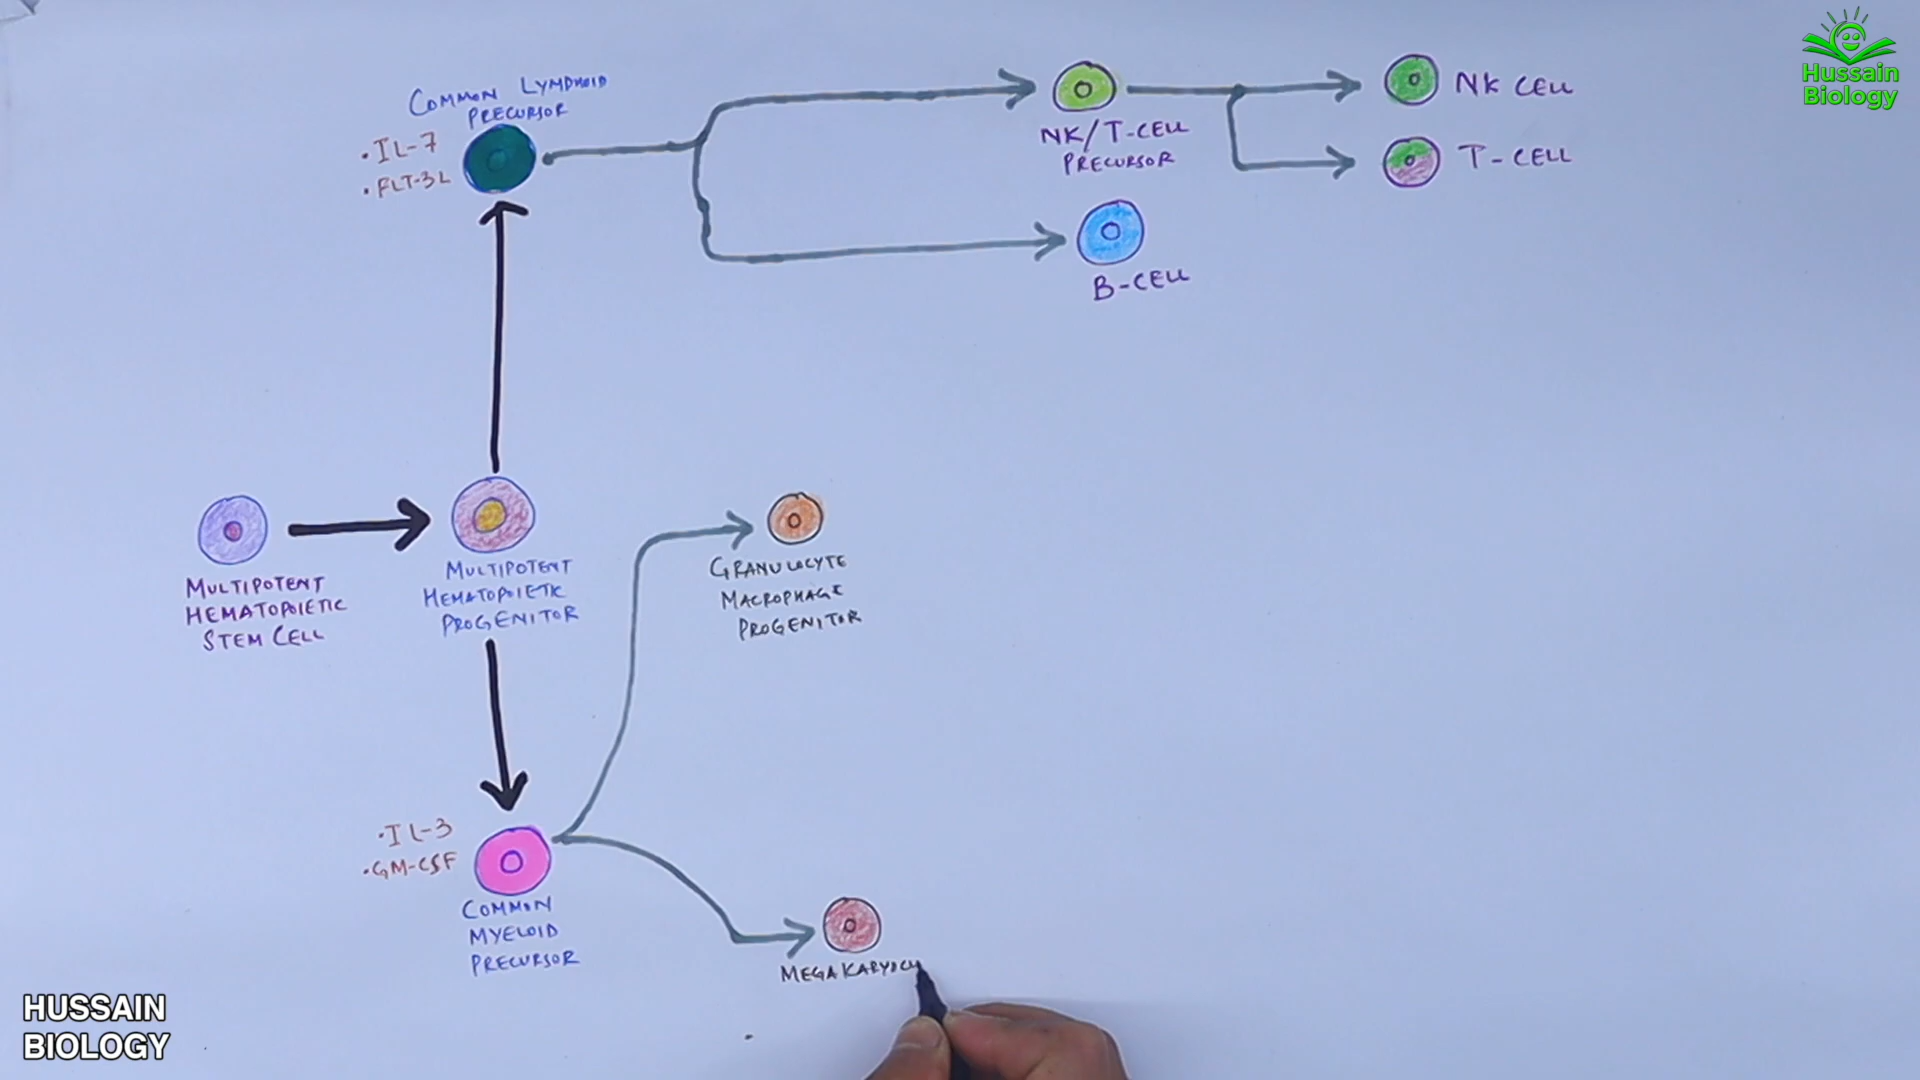 Hussain
Biology
COMMON LYMPHOID
PRECURSOR
• IL-7
• FLT-3L
NK/T-CELL
PRECURSOR
NK CELL
T-CELL
B-CELL
MULTIPOTENT
HEMATOPOIETIC
STEM CELL
MULTIPOTENT
HEMATOPOIETIC
PROGENITOR
GRANULOCYTE
MACROPHAGE
PROGENITOR
• IL-3
• GM-CSF
COMMON
MYELOID
PRECURSOR
MEGAKARYOCY
HUSSAIN
BIOLOGY